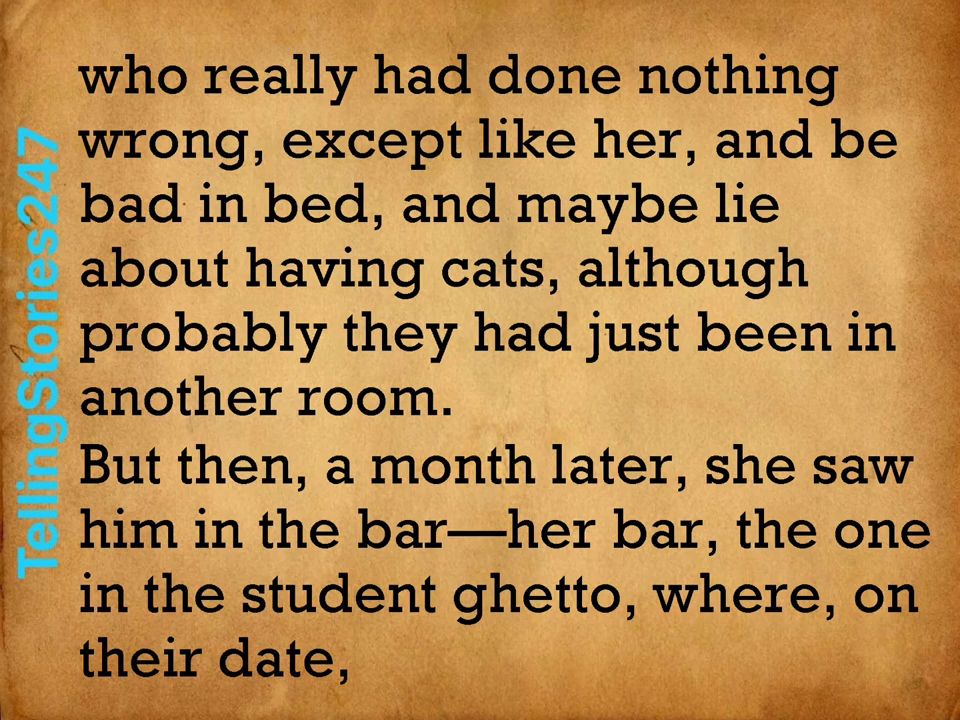 who really had done nothing
wrong, except like her, and be
bad in bed, and maybe lie
about having cats, although
probably they had just been in
another room.
But then, a month later, she saw
him in the bar—her bar, the one
in the student ghetto, where, on
their date,
TellingStories247